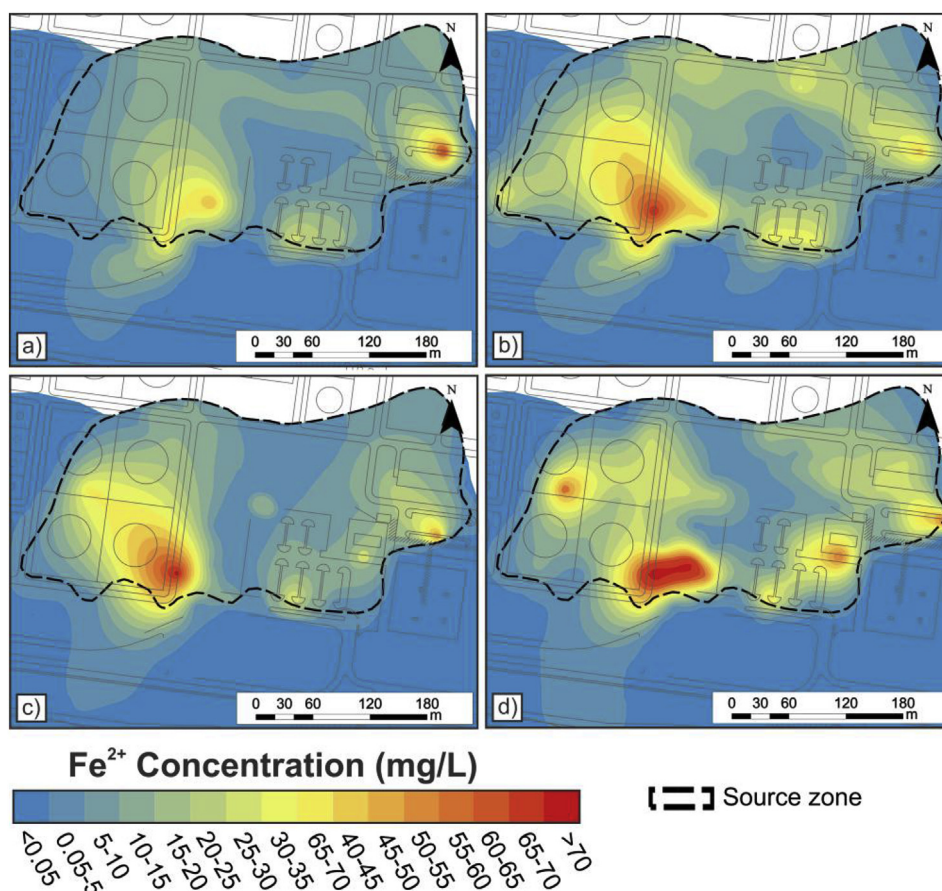 N
N
a)
0 30 60 120 180
m
b)
0 30 60 120 180
m
N
N
c)
0 30 60 120 180
m
d)
0 30 60 120 180
m
Fe²⁺ Concentration (mg/L)
Source zone
<0.05
0.05-5
5-10
10-15
15-20
20-25
25-30
30-35
65-70
40-45
45-50
50-55
55-60
60-65
65-70
>70